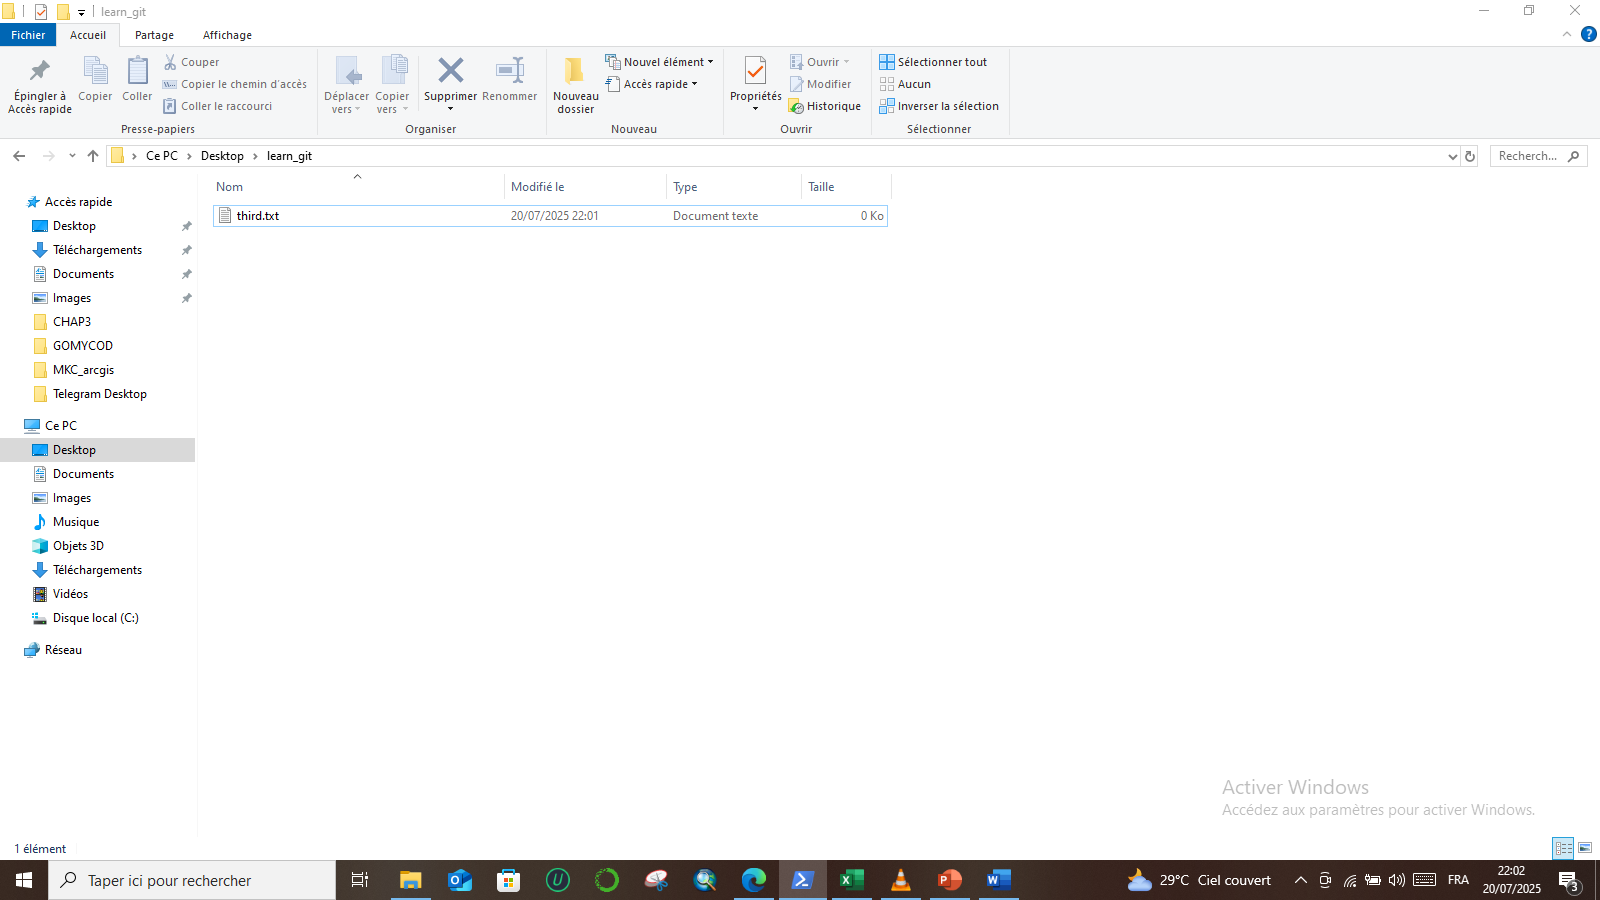 learn_git
Fichier Accueil Partage Affichage
Épingler à Accès rapide
Copier
Coller
Couper
Copier le chemin d'accès
Coller le raccourci
Presse-papiers
Déplacer vers
Copier vers
Supprimer
Renommer
Organiser
Nouveau dossier
Nouvel élément
Accès rapide
Nouveau
Propriétés
Ouvrir
Modifier
Historique
Ouvrir
Sélectionner tout
Aucun
Inverser la sélection
Sélectionner
Ce PC > Desktop > learn_git
Recherch...
Nom Modifié le Type Taille
third.txt 20/07/2025 22:01 Document texte 0 Ko
Accès rapide
Desktop
Téléchargements
Documents
Images
CHAP3
GOMYCOD
MKC_arcgis
Telegram Desktop
Ce PC
Desktop
Documents
Images
Musique
Objets 3D
Téléchargements
Vidéos
Disque local (C:)
Réseau
Activer Windows
Accédez aux paramètres pour activer Windows.
1 élément
Taper ici pour rechercher
29°C Ciel couvert
FRA
22:02
20/07/2025
3